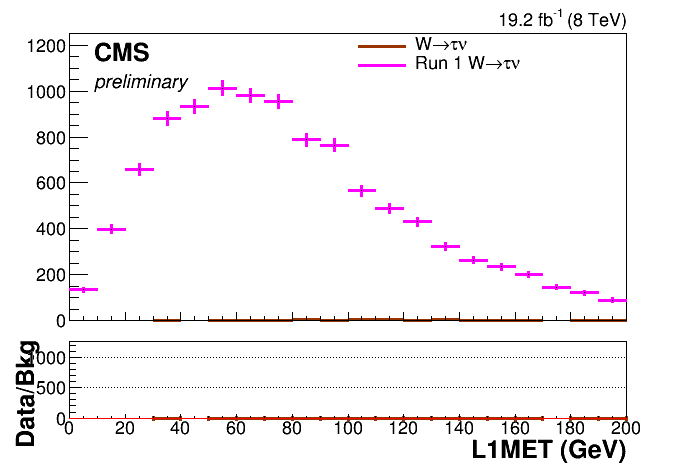 19.2 fb⁻¹ (8 TeV)
CMS
preliminary
W→τν
Run 1 W→τν
1200
1000
800
600
400
200
0
Data/Bkg
1000
500
0
0 20 40 60 80 100 120 140 160 180 200
L1MET (GeV)